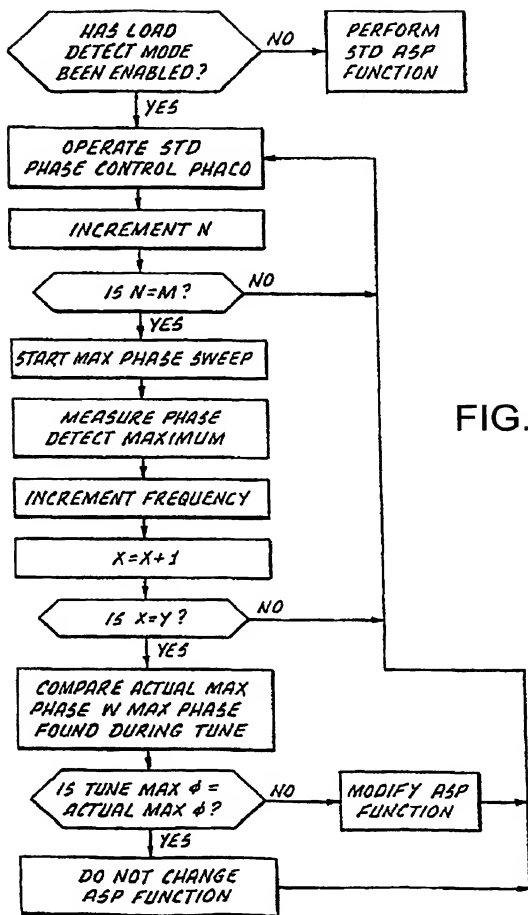 HAS LOAD
DETECT MODE
BEEN ENABLED?
NO
PERFORM
STD ASP
FUNCTION
YES
OPERATE STD
PHASE CONTROL PHACO
INCREMENT N
IS N=M?
NO
YES
START MAX PHASE SWEEP
MEASURE PHASE
DETECT MAXIMUM
INCREMENT FREQUENCY
X=X+1
IS X=Y?
NO
YES
COMPARE ACTUAL MAX
PHASE W MAX PHASE
FOUND DURING TUNE
IS TUNE MAX ϕ =
ACTUAL MAX ϕ?
NO
MODIFY ASP
FUNCTION
YES
DO NOT CHANGE
ASP FUNCTION
FIG.